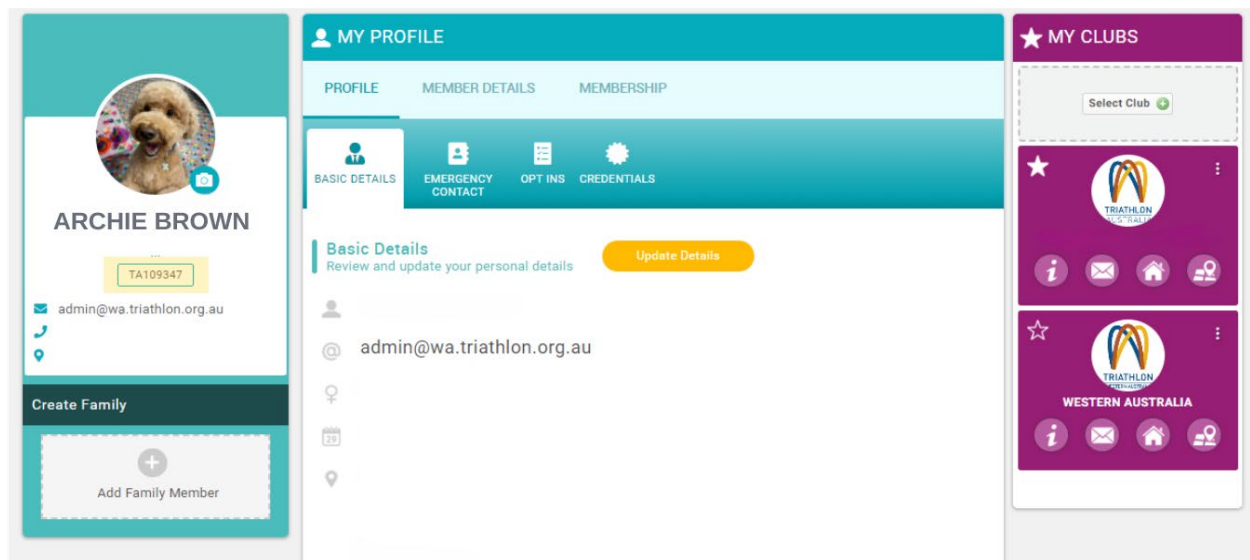 ARCHIE BROWN
...
TA109347
admin@wa.triathlon.org.au
Create Family
Add Family Member
MY PROFILE
PROFILE MEMBER DETAILS MEMBERSHIP
BASIC DETAILS
EMERGENCY
CONTACT
OPT INS
CREDENTIALS
Basic Details
Review and update your personal details
Update Details
@ admin@wa.triathlon.org.au
29
MY CLUBS
Select Club
TRIATHLON
AUSTRALIA
i
TRIATHLON
WESTERN AUSTRALIA
i